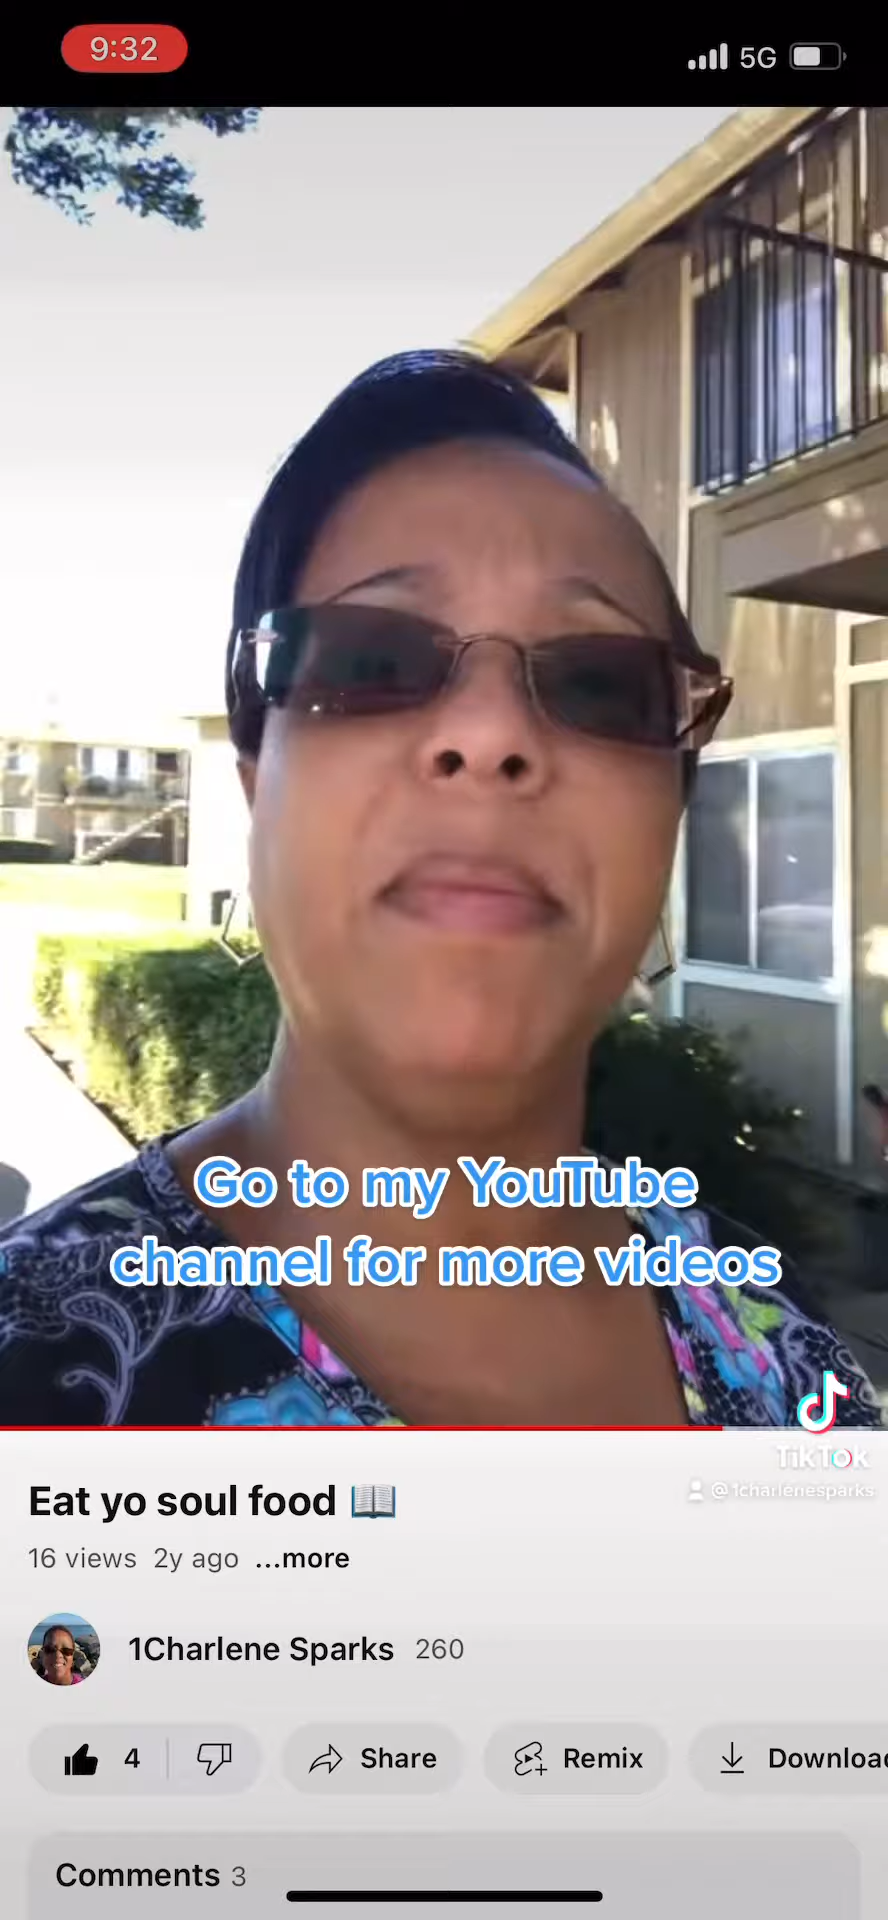 9:32
5G
Go to my YouTube
channel for more videos
TikTok
@1charlenesparks
Eat yo soul food
16 views 2y ago ...more
1Charlene Sparks 260
4 Share Remix Downloa
Comments 3